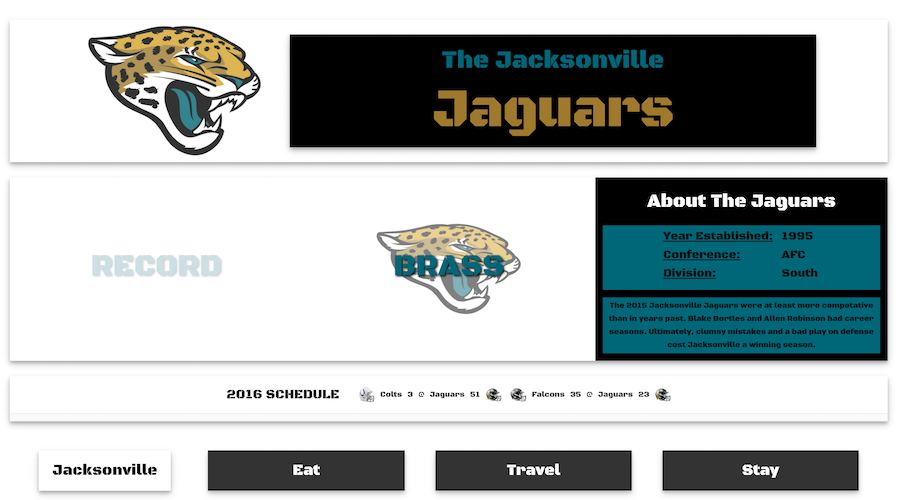 The Jacksonville
Jaguars
RECORD
BRASS
About The Jaguars
Year Established: 1995
Conference: AFC
Division: South
The 2015 Jacksonville Jaguars were at least more competative
than in years past. Blake Bortles and Allen Robinson had career
seasons. Ultimately, clumsy mistakes and a bad play on defense
cost Jacksonville a winning season.
2016 SCHEDULE Colts 3 @ Jaguars 51 Falcons 35 @ Jaguars 23
Jacksonville Eat Travel Stay